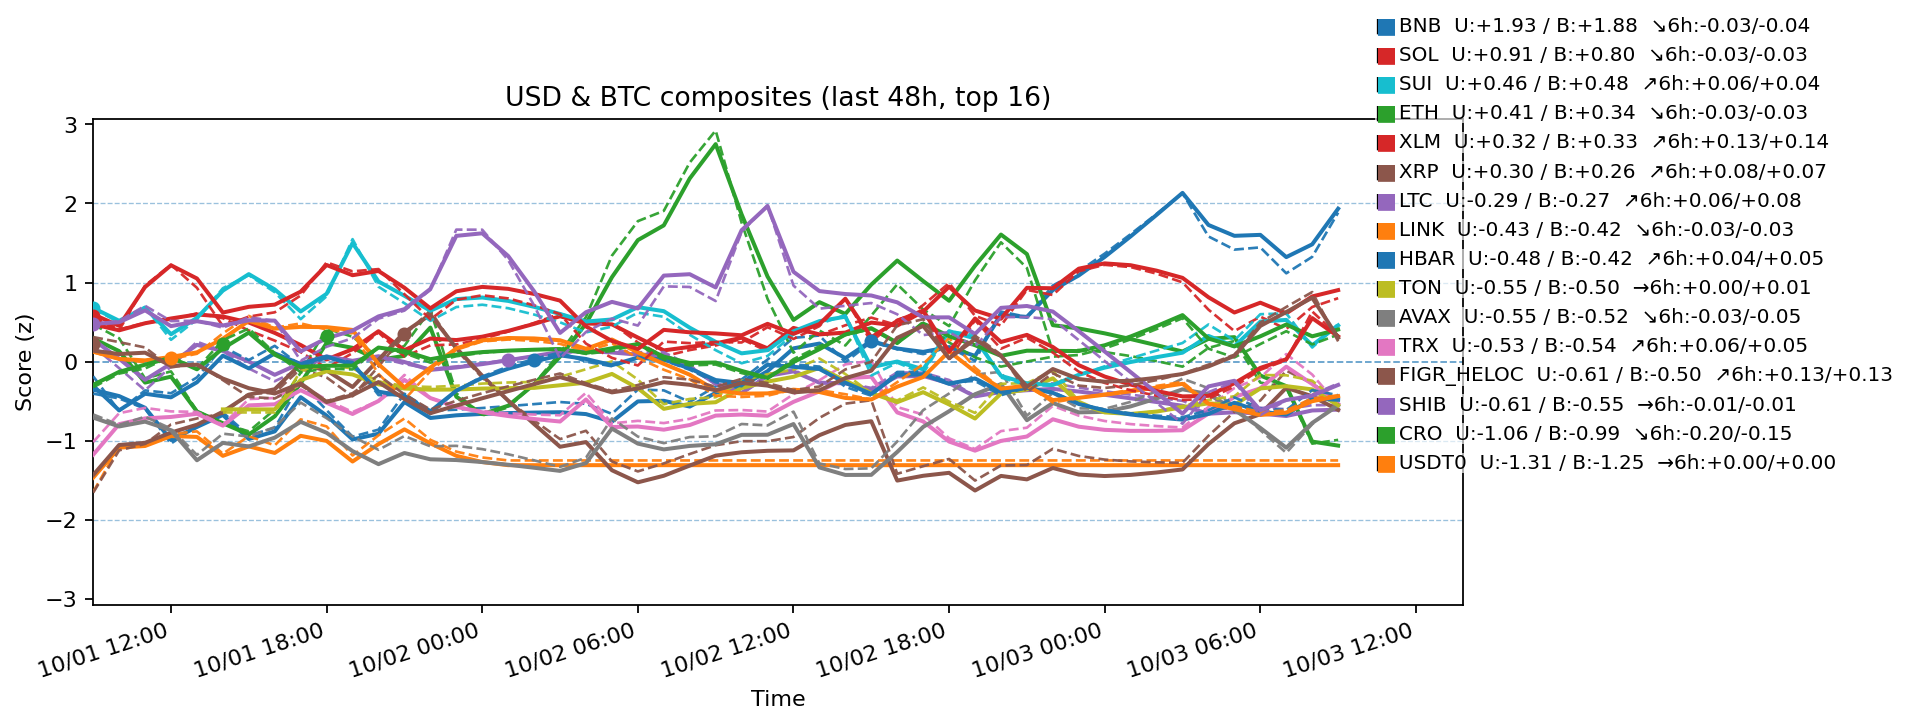 BNB  U:+1.93 / B:+1.88  ↘6h:-0.03/-0.04
SOL  U:+0.91 / B:+0.80  ↘6h:-0.03/-0.03
SUI  U:+0.46 / B:+0.48  ↗6h:+0.06/+0.04
ETH  U:+0.41 / B:+0.34  ↘6h:-0.03/-0.03
XLM  U:+0.32 / B:+0.33  ↗6h:+0.13/+0.14
XRP  U:+0.30 / B:+0.26  ↗6h:+0.08/+0.07
LTC  U:-0.29 / B:-0.27  ↗6h:+0.06/+0.08
LINK  U:-0.43 / B:-0.42  ↘6h:-0.03/-0.03
HBAR  U:-0.48 / B:-0.42  ↗6h:+0.04/+0.05
TON  U:-0.55 / B:-0.50  →6h:+0.00/+0.01
AVAX  U:-0.55 / B:-0.52  ↘6h:-0.03/-0.05
TRX  U:-0.53 / B:-0.54  ↗6h:+0.06/+0.05
FIGR_HELOC  U:-0.61 / B:-0.50  ↗6h:+0.13/+0.13
SHIB  U:-0.61 / B:-0.55  →6h:-0.01/-0.01
CRO  U:-1.06 / B:-0.99  ↘6h:-0.20/-0.15
USDT0  U:-1.31 / B:-1.25  →6h:+0.00/+0.00
USD & BTC composites (last 48h, top 16)
3
2
1
0
−1
−2
−3
Score (z)
10/01 12:00
10/01 18:00
10/02 00:00
10/02 06:00
10/02 12:00
10/02 18:00
10/03 00:00
10/03 06:00
10/03 12:00
Time